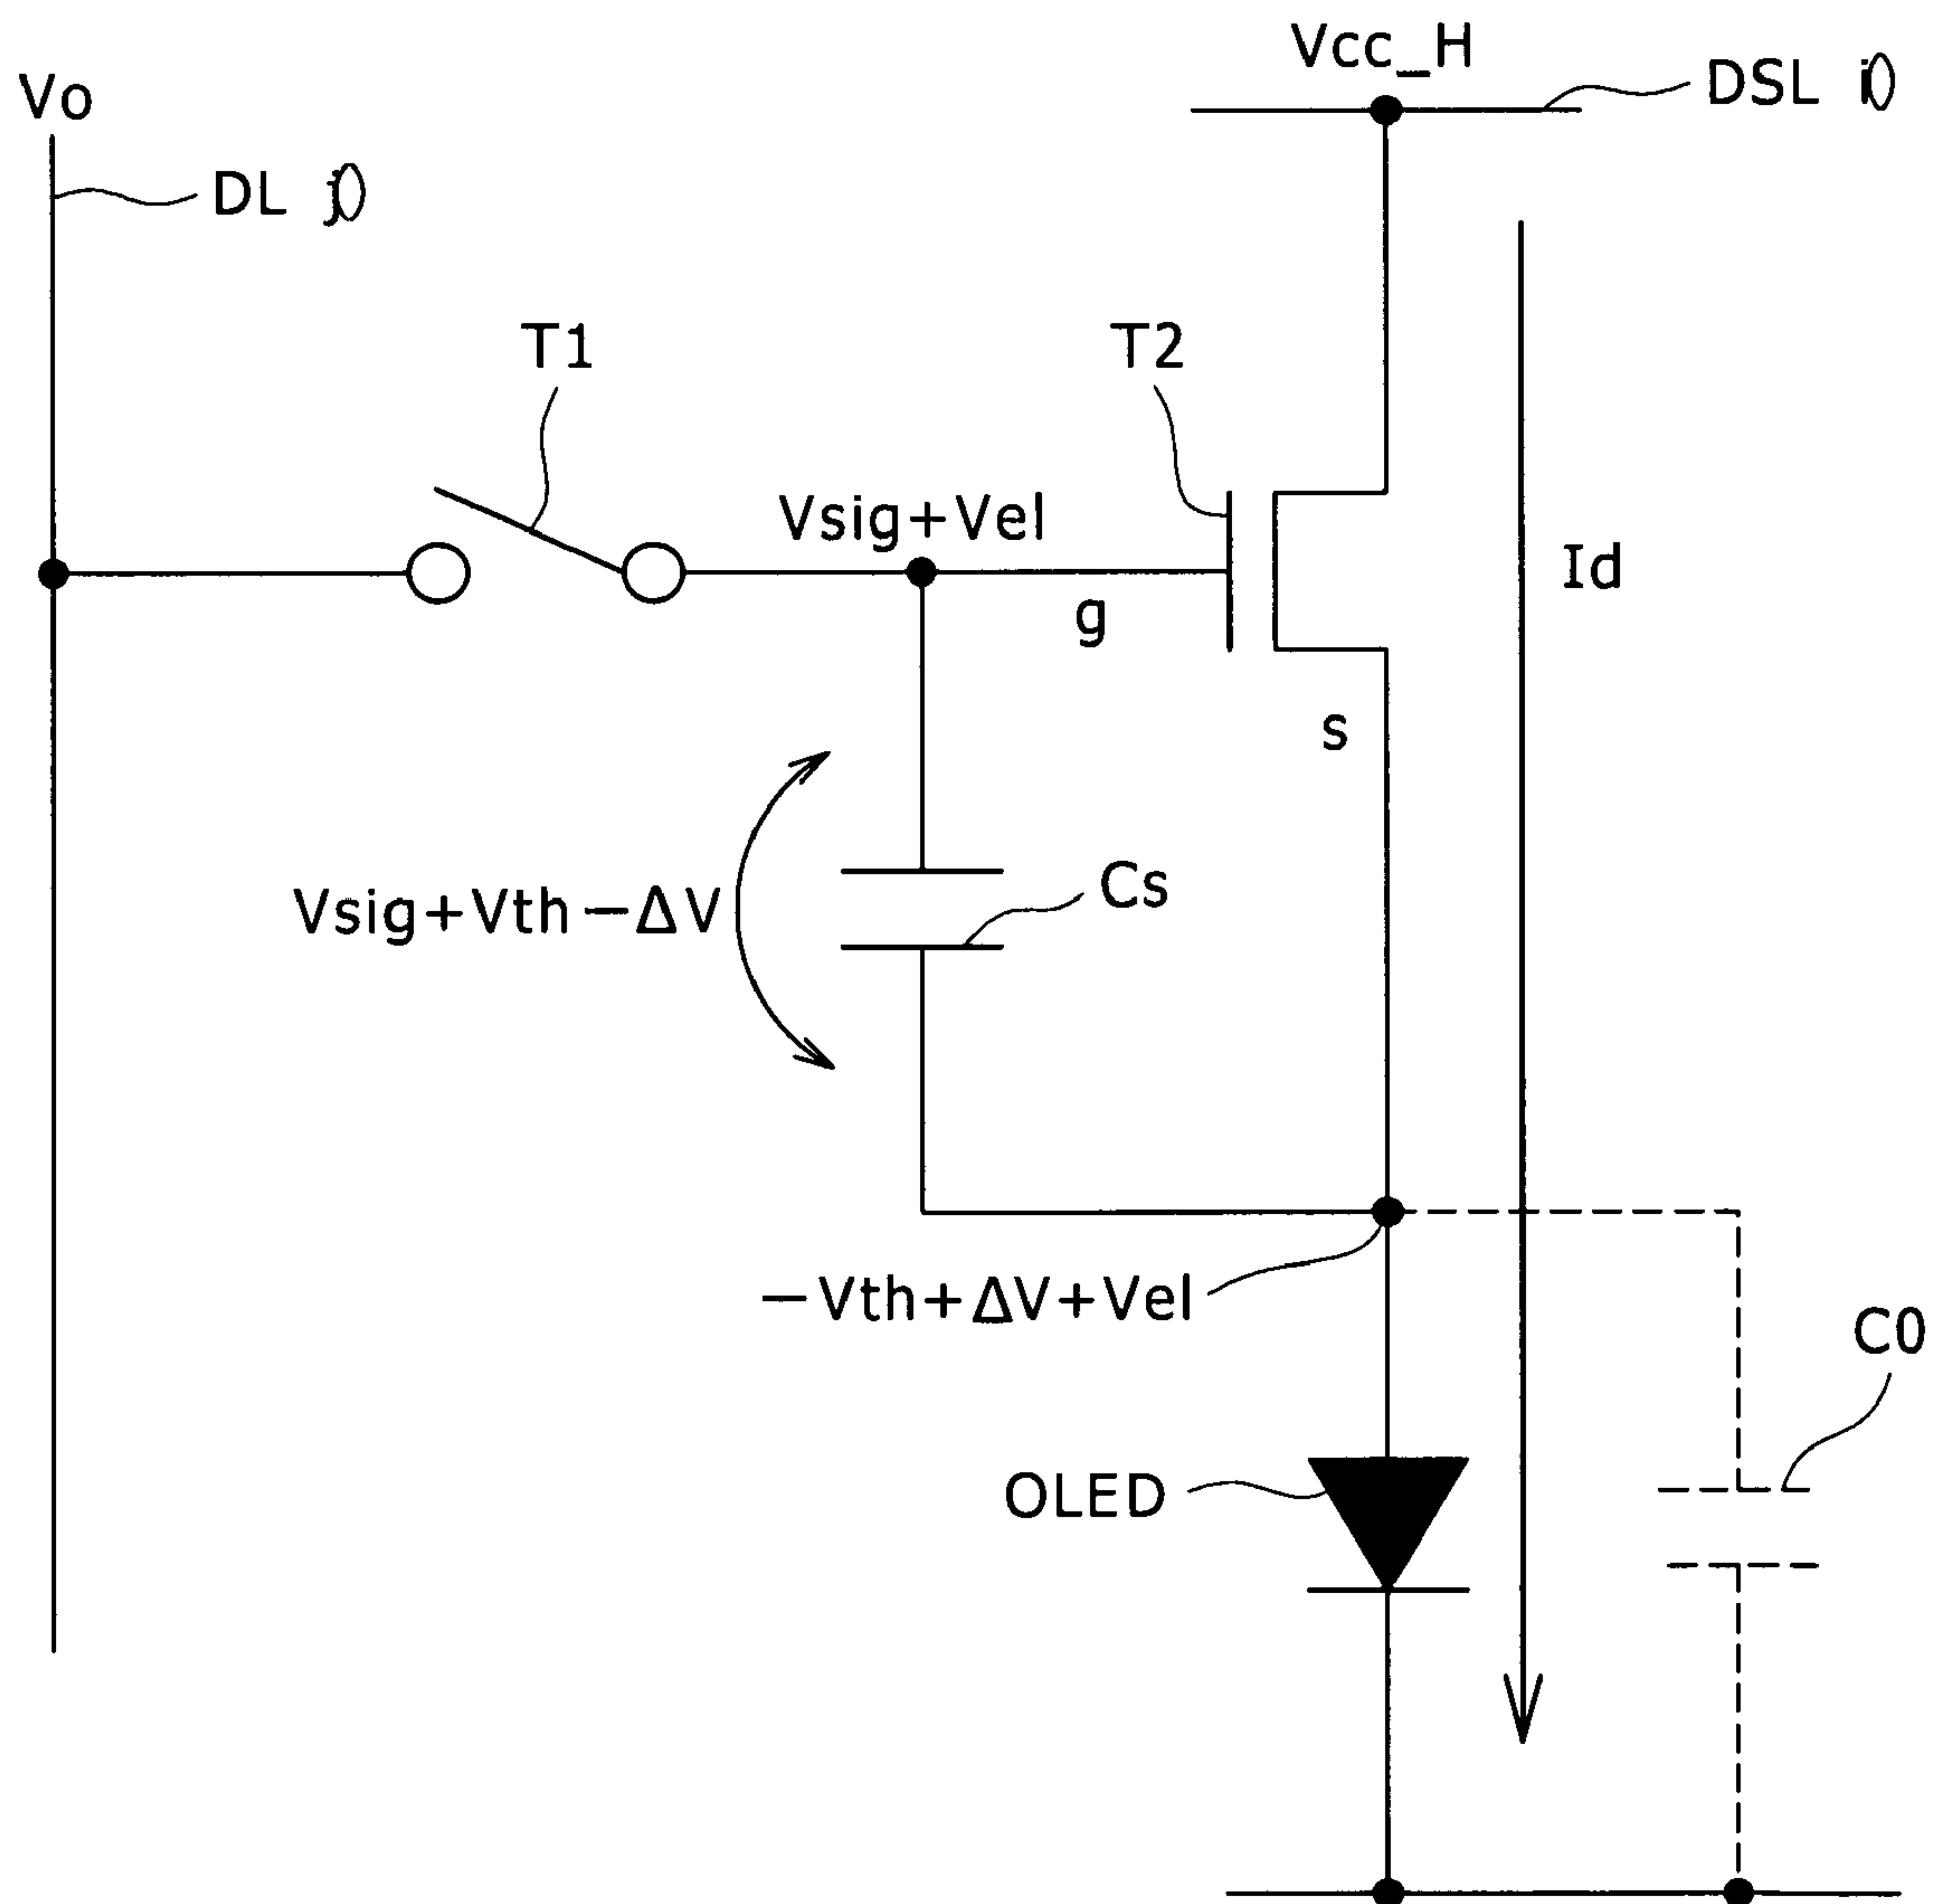 Vcc_H
DSL i()
Vo
DL j()
T1
T2
Vsig+Vel
Id
g
s
Cs
Vsig+Vth−ΔV
−Vth+ΔV+Vel
C0
OLED